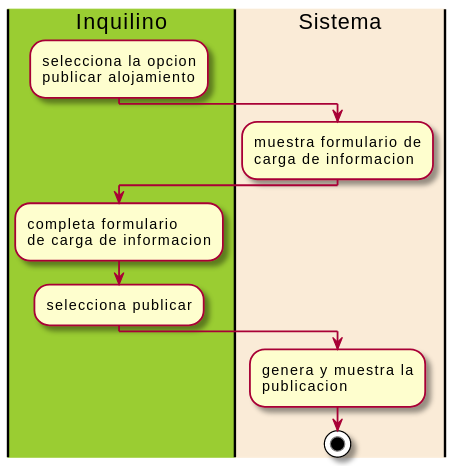 Inquilino
Sistema
selecciona la opcion
publicar alojamiento
muestra formulario de
carga de informacion
completa formulario
de carga de informacion
selecciona publicar
genera y muestra la
publicacion